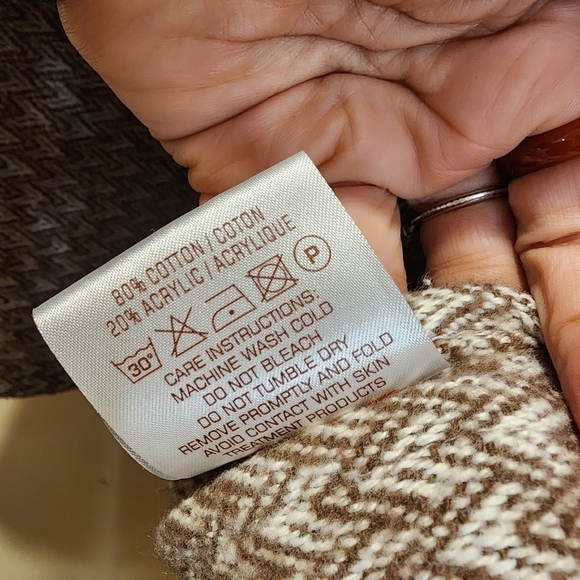 80% COTTON / COTON
20% ACRYLIC / ACRYLIQUE
30° P
CARE INSTRUCTIONS:
MACHINE WASH COLD
DO NOT BLEACH
DO NOT TUMBLE DRY
REMOVE PROMPTLY AND FOLD
AVOID CONTACT WITH SKIN
TREATMENT PRODUCTS